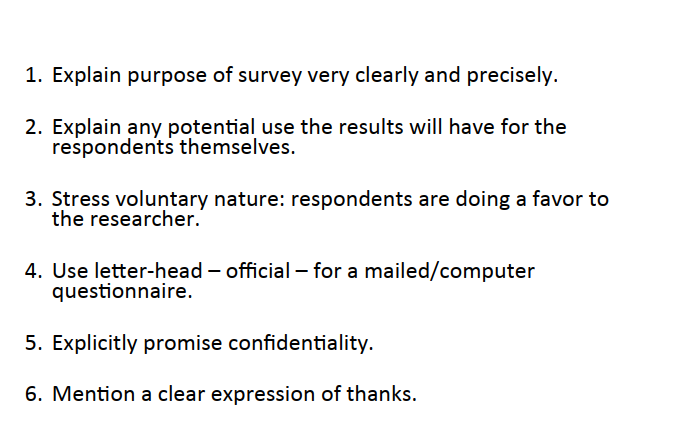 1. Explain purpose of survey very clearly and precisely.
2. Explain any potential use the results will have for the
respondents themselves.
3. Stress voluntary nature: respondents are doing a favor to
the researcher.
4. Use letter-head – official – for a mailed/computer
questionnaire.
5. Explicitly promise confidentiality.
6. Mention a clear expression of thanks.